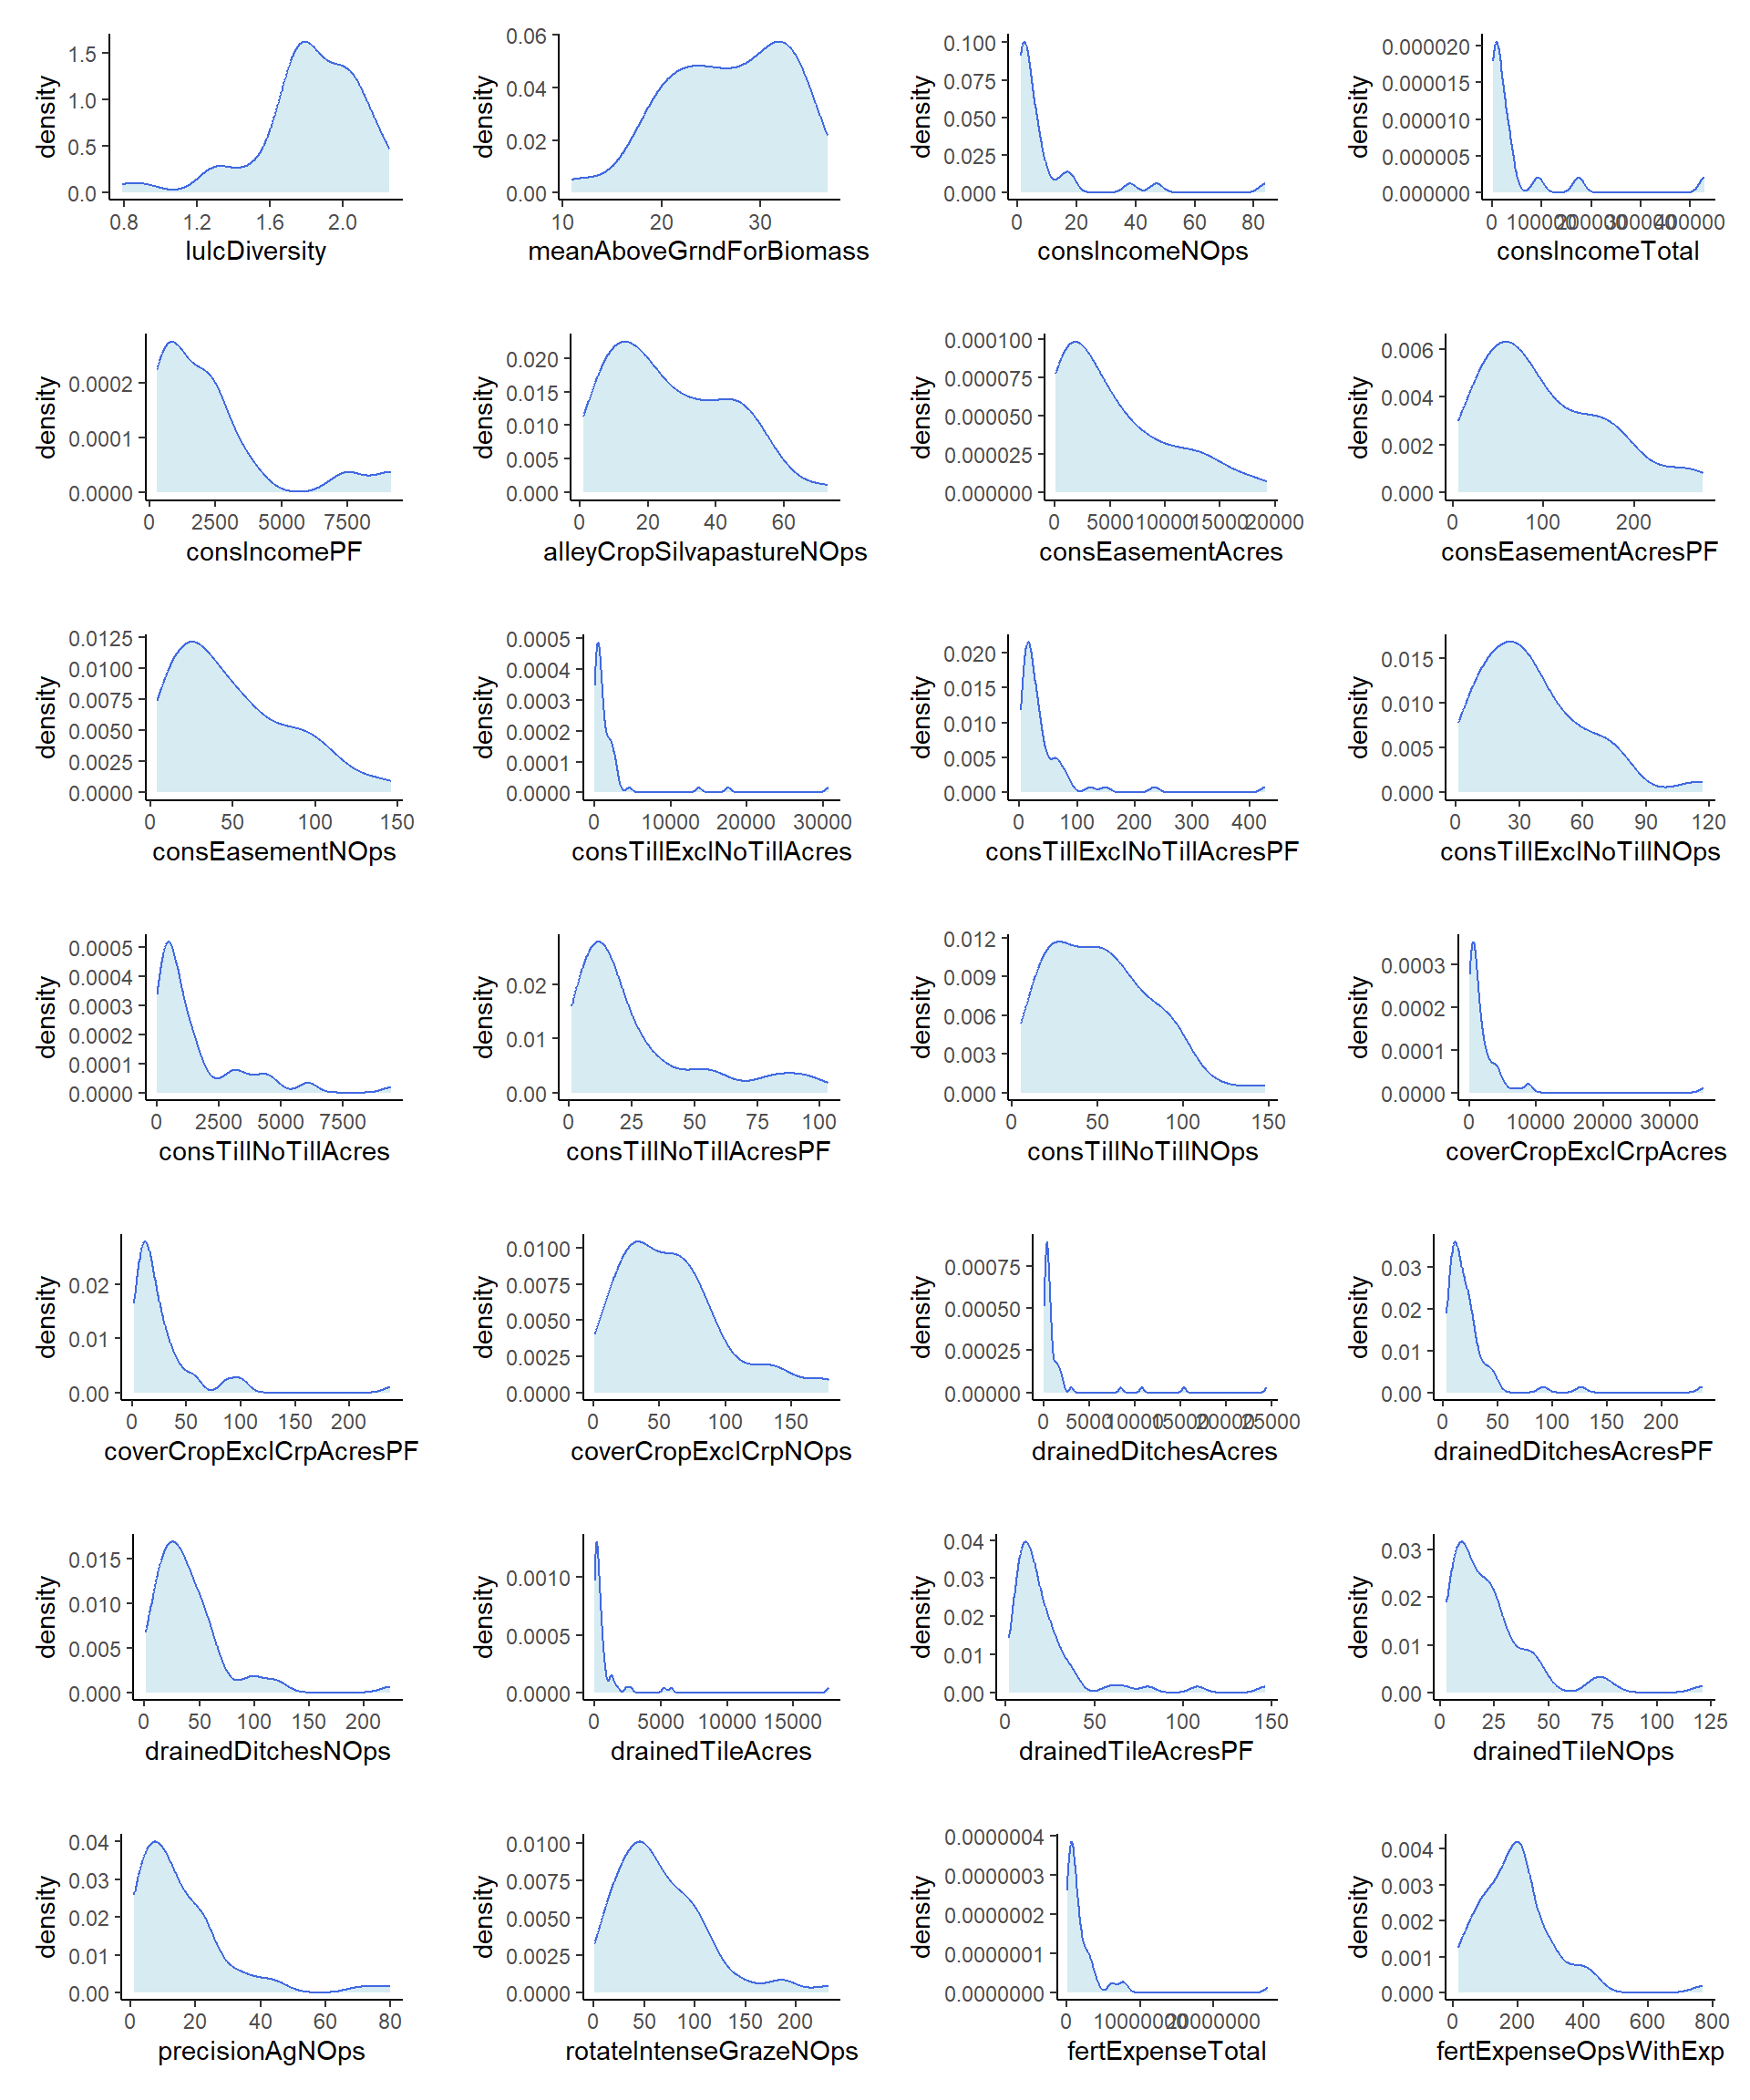 density 0.0 0.5 1.0 1.5 0.8 1.2 1.6 2.0 lulcDiversity
density 0.00 0.02 0.04 0.06 10 20 30 meanAboveGrndForBiomass
density 0.000 0.025 0.050 0.075 0.100 0 20 40 60 80 consIncomeNOps
density 0.000000 0.000005 0.000010 0.000015 0.000020 0 100000 200000 300000 400000 consIncomeTotal
density 0.0000 0.0001 0.0002 0 2500 5000 7500 consIncomePF
density 0.000 0.005 0.010 0.015 0.020 0 20 40 60 alleyCropSilvapastureNOps
density 0.000000 0.000025 0.000050 0.000075 0.000100 0 5000 10000 15000 20000 consEasementAcres
density 0.000 0.002 0.004 0.006 0 100 200 consEasementAcresPF
density 0.0000 0.0025 0.0050 0.0075 0.0100 0.0125 0 50 100 150 consEasementNOps
density 0.0000 0.0001 0.0002 0.0003 0.0004 0.0005 0 10000 20000 30000 consTillExclNoTillAcres
density 0.000 0.005 0.010 0.015 0.020 0 100 200 300 400 consTillExclNoTillAcresPF
density 0.000 0.005 0.010 0.015 0 30 60 90 120 consTillExclNoTillNOps
density 0.0000 0.0001 0.0002 0.0003 0.0004 0.0005 0 2500 5000 7500 consTillNoTillAcres
density 0.00 0.01 0.02 0 25 50 75 100 consTillNoTillAcresPF
density 0.000 0.003 0.006 0.009 0.012 0 50 100 150 consTillNoTillNOps
density 0.0000 0.0001 0.0002 0.0003 0 10000 20000 30000 coverCropExclCrpAcres
density 0.00 0.01 0.02 0 50 100 150 200 coverCropExclCrpAcresPF
density 0.0000 0.0025 0.0050 0.0075 0.0100 0 50 100 150 coverCropExclCrpNOps
density 0.00000 0.00025 0.00050 0.00075 0 5000 10000 15000 20000 25000 drainedDitchesAcres
density 0.00 0.01 0.02 0.03 0 50 100 150 200 drainedDitchesAcresPF
density 0.000 0.005 0.010 0.015 0 50 100 150 200 drainedDitchesNOps
density 0.0000 0.0005 0.0010 0 5000 10000 15000 drainedTileAcres
density 0.00 0.01 0.02 0.03 0.04 0 50 100 150 drainedTileAcresPF
density 0.00 0.01 0.02 0.03 0 25 50 75 100 125 drainedTileNOps
density 0.00 0.01 0.02 0.03 0.04 0 20 40 60 80 precisionAgNOps
density 0.0000 0.0025 0.0050 0.0075 0.0100 0 50 100 150 200 rotateIntenseGrazeNOps
density 0.0000000 0.0000001 0.0000002 0.0000003 0.0000004 0 10000000 20000000 fertExpenseTotal
density 0.000 0.001 0.002 0.003 0.004 0 200 400 600 800 fertExpenseOpsWithExp